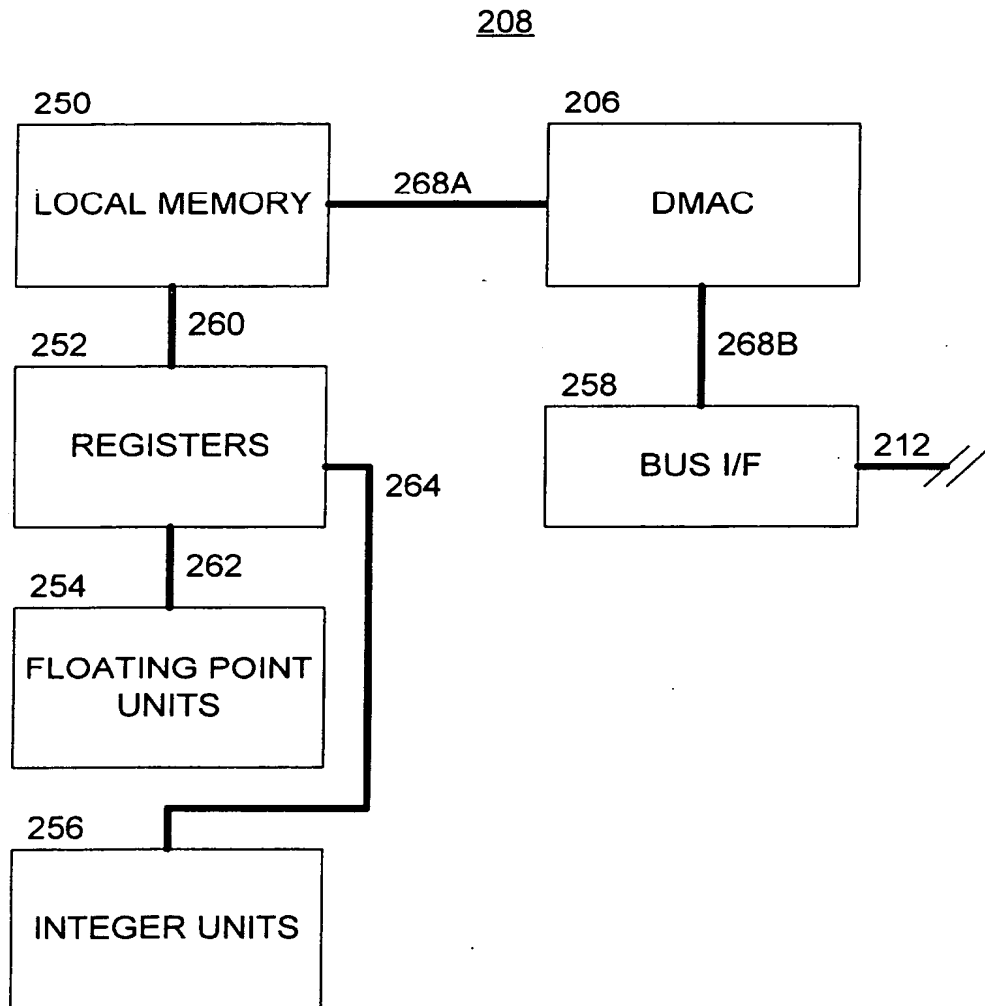 208
250
LOCAL MEMORY
268A
206
DMAC
260
268B
252
REGISTERS
264
258
BUS I/F
212
262
254
FLOATING POINT
UNITS
256
INTEGER UNITS